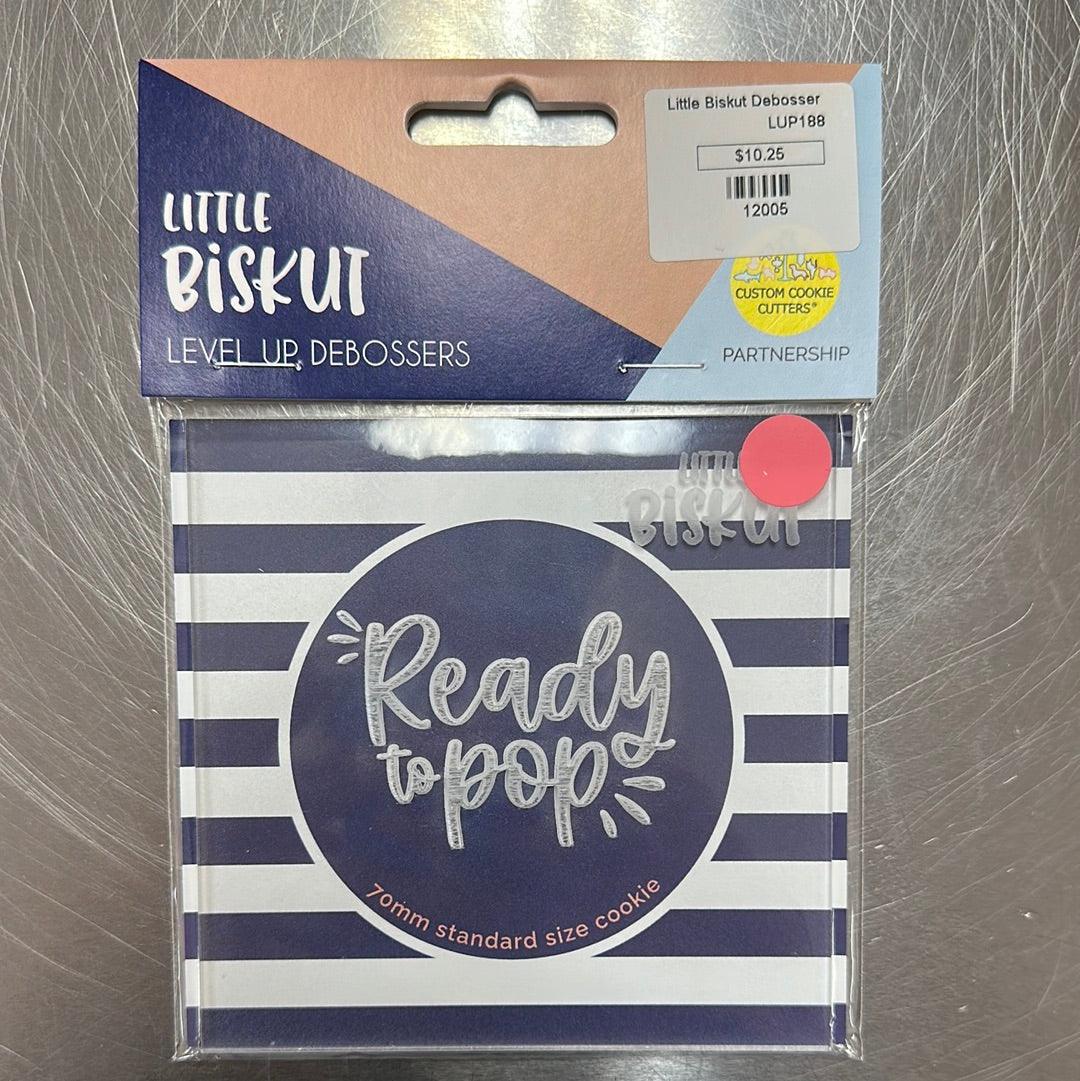 Little Biskut Debosser
LUP188
$10.25
12005
LITTLE
BiSKUT
LEVEL UP DEBOSSERS
CUSTOM COOKIE
CUTTERS®
PARTNERSHIP
BiSKUT
Ready
to pop
70mm standard size cookie